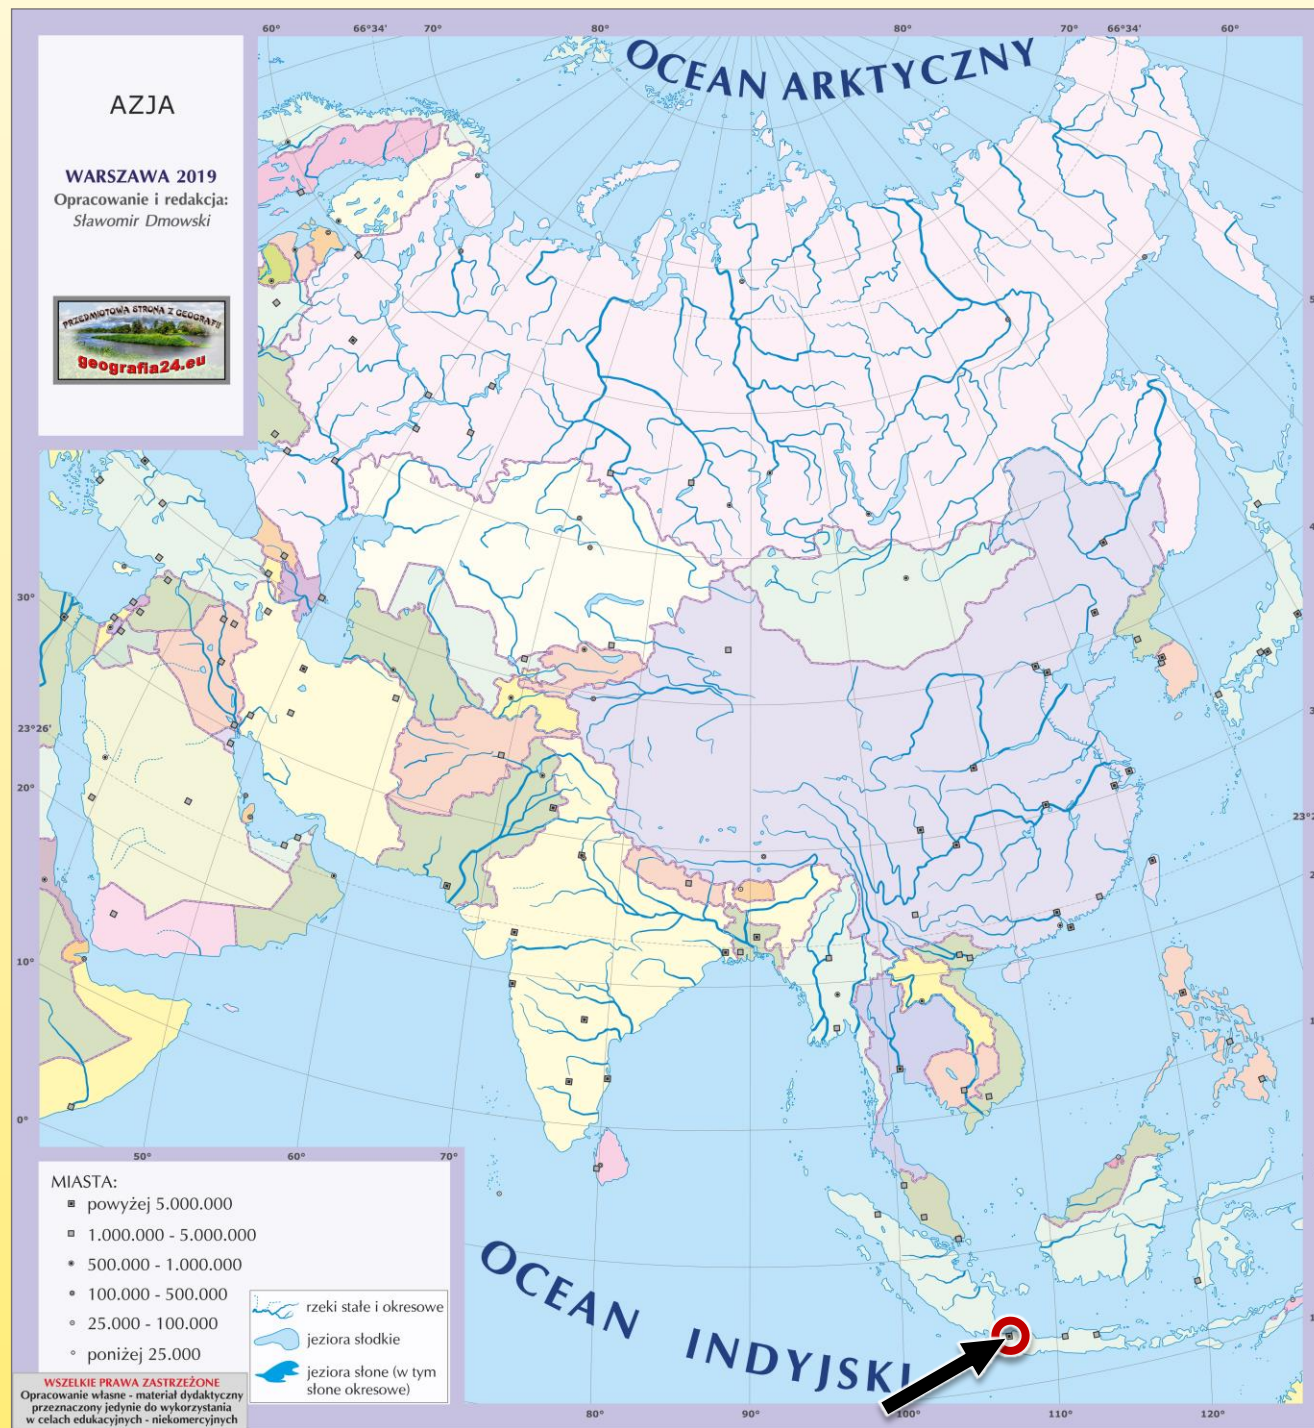 60° 66°34' 70° 80° 80° 70° 66°34' 60°
OCEAN ARKTYCZNY
AZJA
WARSZAWA 2019
Opracowanie i redakcja:
Sławomir Dmowski
PRZEDMIOTOWA STRONA Z GEOGRAFII
geografia24.eu
30°
23°26'
20°
10°
0°
50° 60° 70°
MIASTA:
powyżej 5.000.000
1.000.000 - 5.000.000
500.000 - 1.000.000
100.000 - 500.000
25.000 - 100.000
poniżej 25.000
rzeki stałe i okresowe
jeziora słodkie
jeziora słone (w tym
słone okresowe)
OCEAN INDYJSKI
WSZELKIE PRAWA ZASTRZEŻONE
Opracowanie własne - materiał dydaktyczny
przeznaczony jedynie do wykorzystania
w celach edukacyjnych - niekomercyjnych
80° 90° 100° 110° 120°